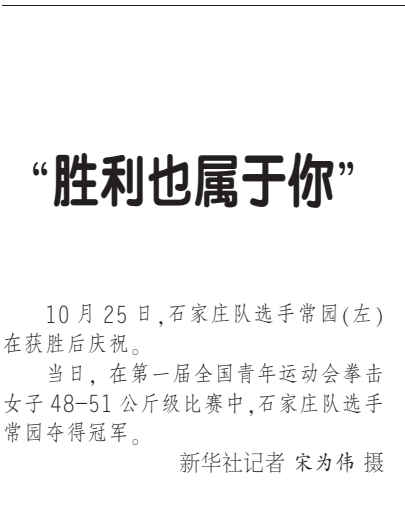 “胜利也属于你”
10 月 25 日,石家庄队选手常园(左)
在获胜后庆祝。
当日，在第一届全国青年运动会拳击
女子 48—51 公斤级比赛中,石家庄队选手
常园夺得冠军。
新华社记者 宋为伟 摄